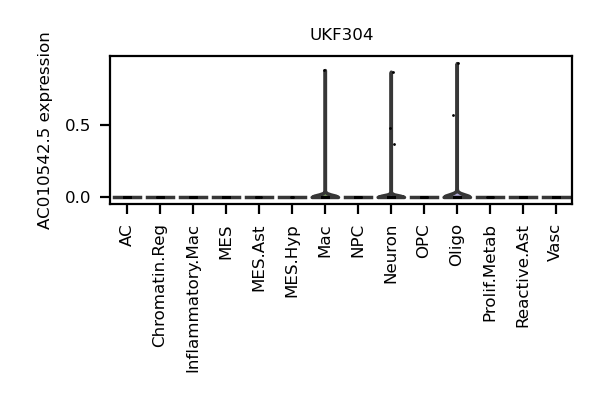 UKF304
AC010542.5 expression
0.5
0.0
AC
Chromatin.Reg
Inflammatory.Mac
MES
MES.Ast
MES.Hyp
Mac
NPC
Neuron
OPC
Oligo
Prolif.Metab
Reactive.Ast
Vasc